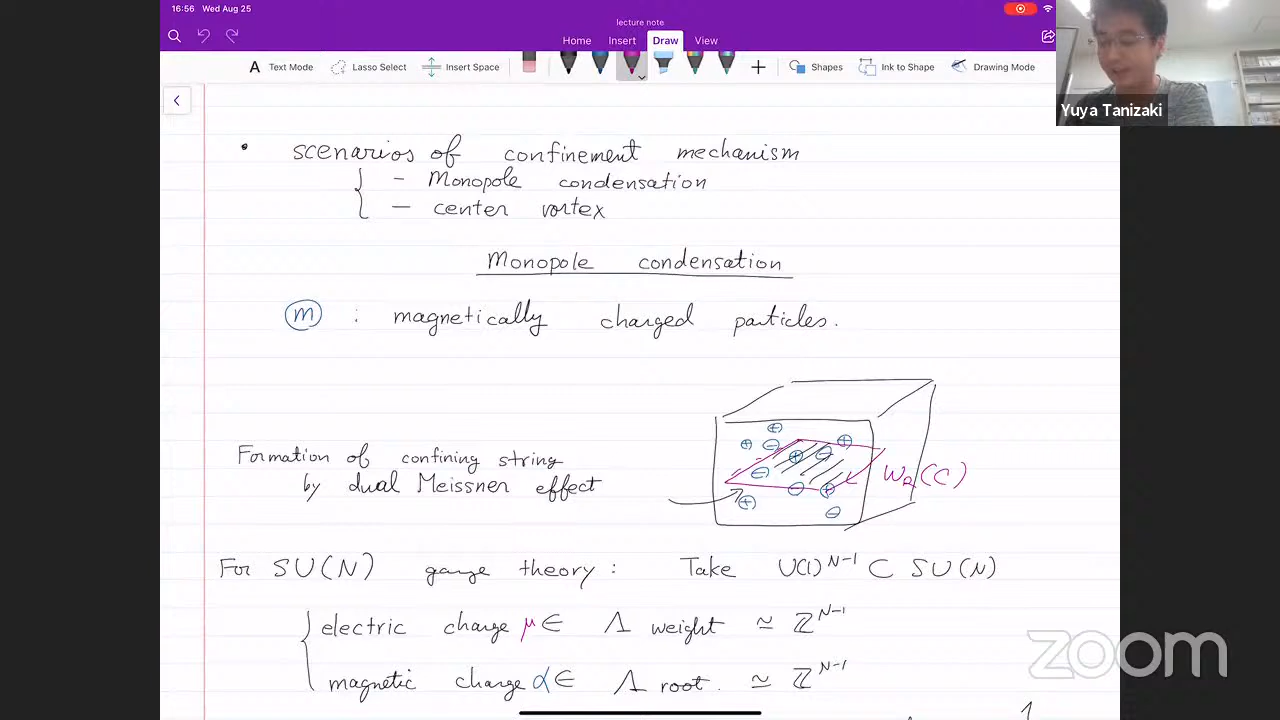 16:56 Wed Aug 25
lecture note
Home Insert Draw View
Text Mode Lasso Select Insert Space Shapes Ink to Shape Drawing Mode
Yuya Tanizaki
• scenarios of confinement mechanism
- Monopole condensation
- center vortex
Monopole condensation
m : magnetically charged particles.
Formation of confining string
by dual Meissner effect
W_R(C)
For SU(N) gauge theory : Take U(1)^{N-1} ⊂ SU(N)
electric charge μ ∈ Λ weight ≃ ℤ^{N-1}
magnetic charge α ∈ Λ root. ≃ ℤ^{N-1}
zoom